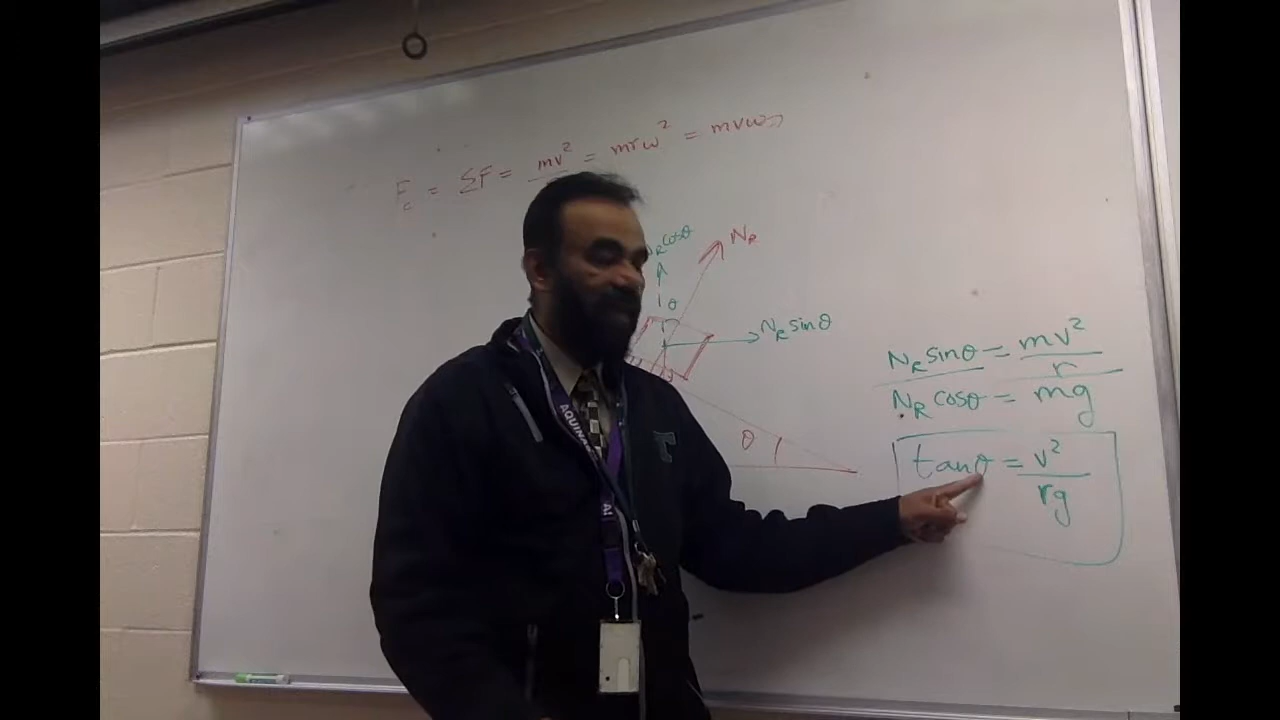 F_c = ΣF = mv²/ = mrω² = mvω
N_R cosθ
N_R
θ
N_R sinθ
θ
N_R sinθ = mv²/r
N_R cosθ = mg
tanθ = v²/rg
AQUINAS